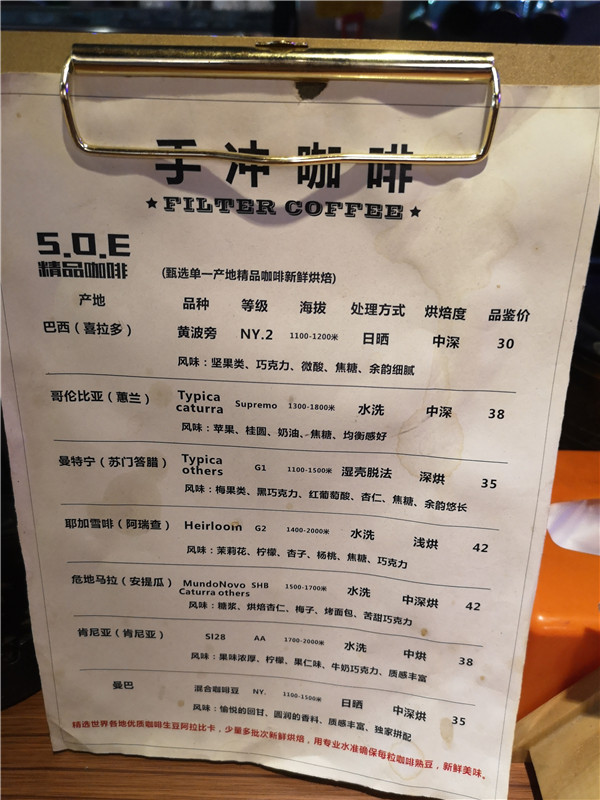 手冲咖啡
★FILTER COFFEE★
S.O.E
精品咖啡 (甄选单一产地精品咖啡新鲜烘焙)
产地 品种 等级 海拔 处理方式 烘焙度 品鉴价
巴西（喜拉多） 黄波旁 NY.2 1100-1200米 日晒 中深 30
风味：坚果类、巧克力、微酸、焦糖、余韵细腻
哥伦比亚（蕙兰） Typica caturra Supremo 1300-1800米 水洗 中深 38
风味：苹果、桂圆、奶油、焦糖、均衡感好
曼特宁（苏门答腊） Typica others G1 1100-1500米 湿壳脱法 深烘 35
风味：梅果类、黑巧克力、红葡萄酸、杏仁、焦糖、余韵悠长
耶加雪啡（阿瑞查） Heirloom G2 1400-2000米 水洗 浅烘 42
风味：茉莉花、柠檬、杏子、杨桃、焦糖、巧克力
危地马拉（安提瓜） MundoNovo Caturra others SHB 1500-1700米 水洗 中深烘 42
风味：糖浆、烘焙杏仁、梅子、烤面包、苦甜巧克力
肯尼亚（肯尼亚） SI28 AA 1700-2000米 水洗 中烘 38
风味：果味浓厚、柠檬、果仁味、牛奶巧克力、质感丰富
曼巴 混合咖啡豆 NY. 1100-1500米 日晒 中深烘 35
风味：愉悦的回甘、圆润的香料、质感丰富、独家拼配
精选世界各地优质咖啡生豆阿拉比卡，少量多批次新鲜烘焙，用专业水准确保每粒咖啡熟豆，新鲜美味。